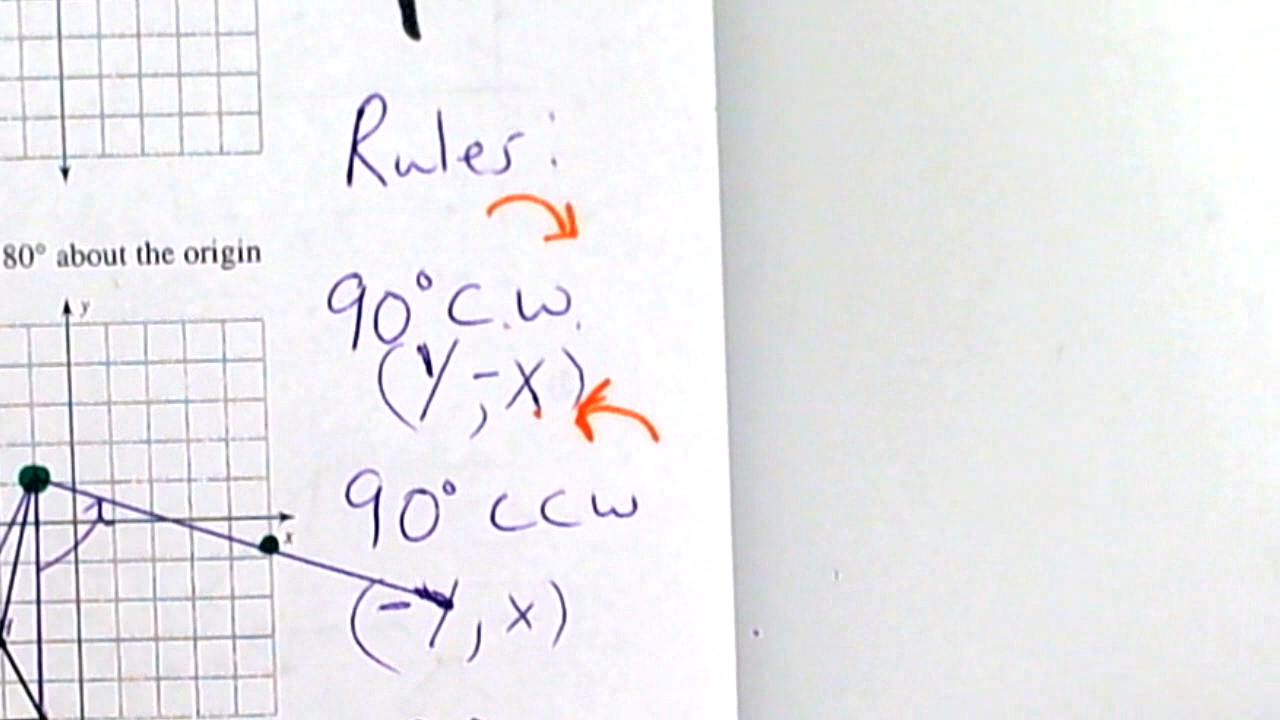 Rules:
80° about the origin
y
90° C.W.
(y, -x)
x
90° CCW
(-y, x)